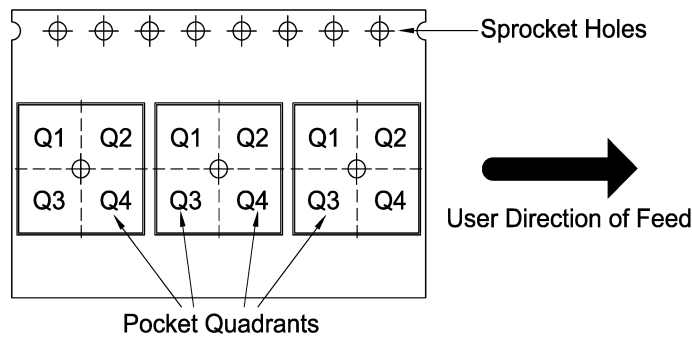 Sprocket Holes
Q1 Q2 Q1 Q2 Q1 Q2
Q3 Q4 Q3 Q4 Q3 Q4
User Direction of Feed
Pocket Quadrants